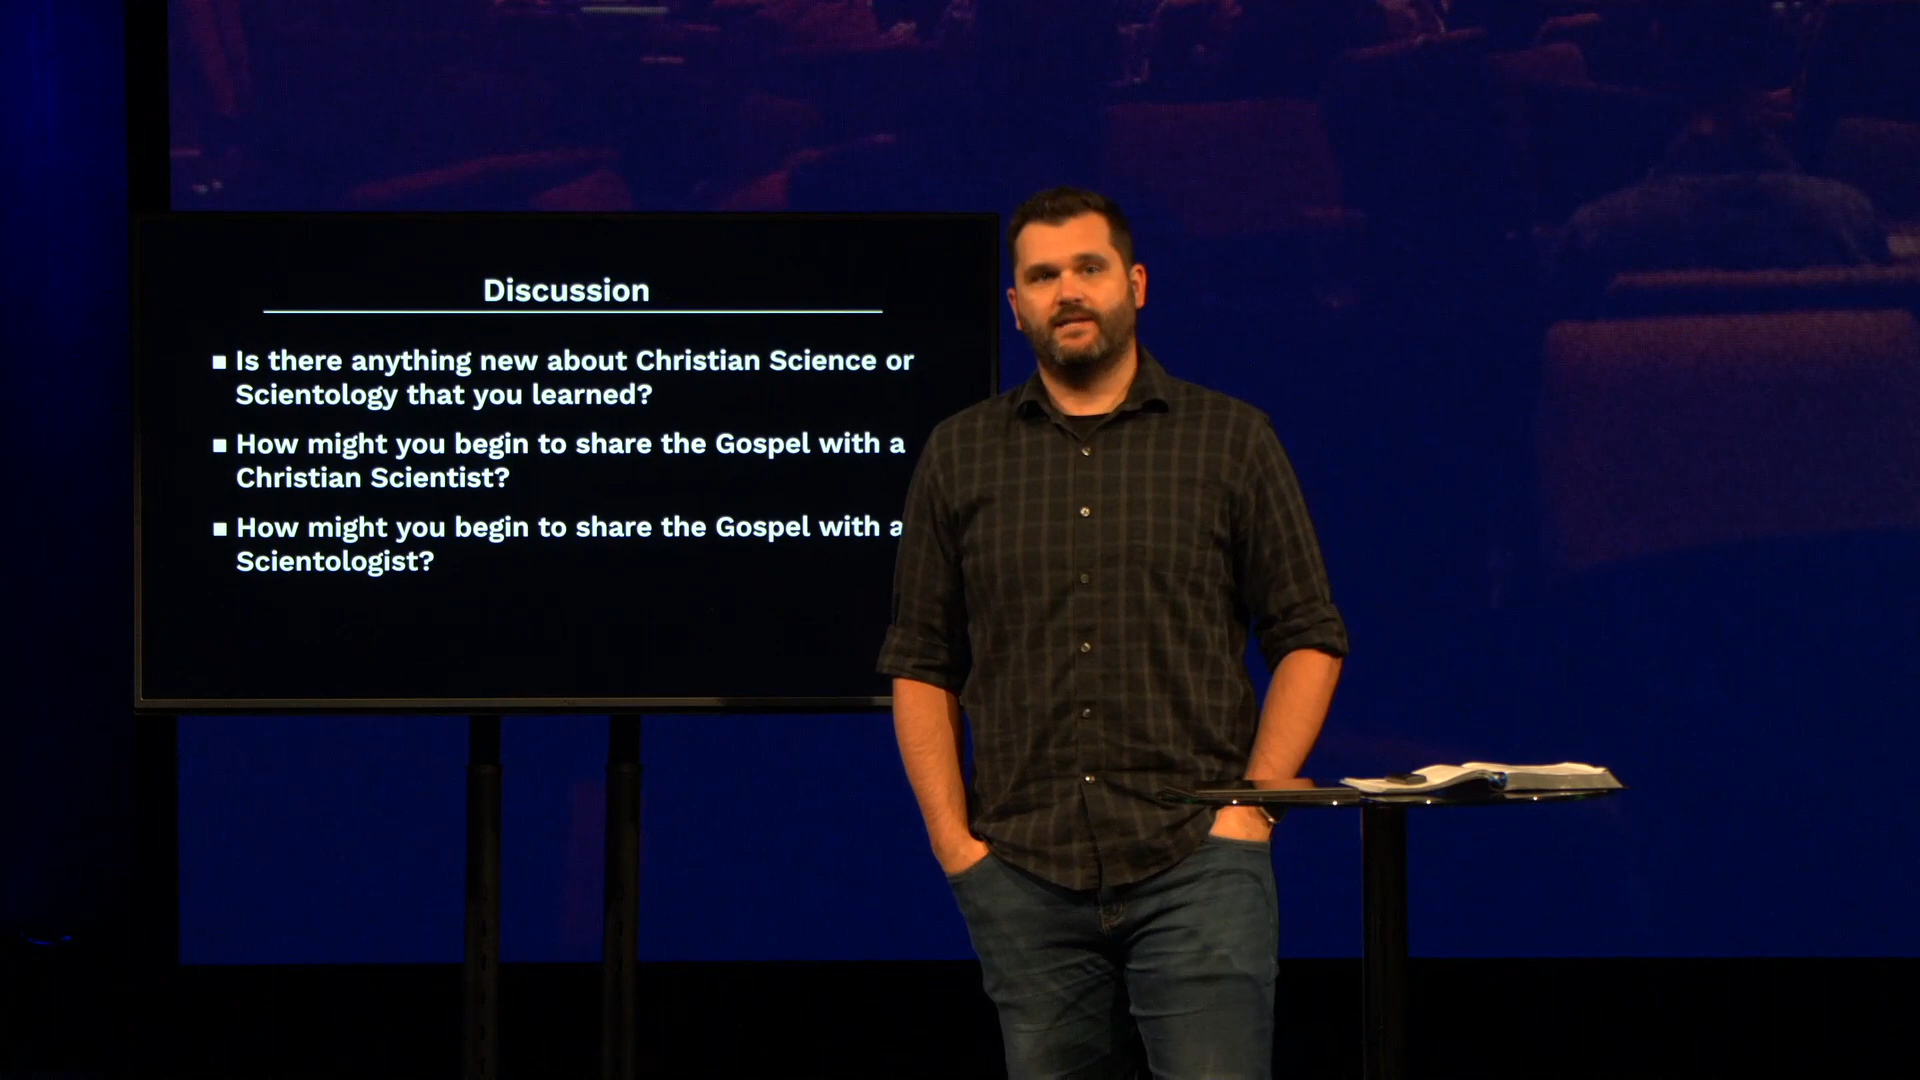 Discussion
■ Is there anything new about Christian Science or
Scientology that you learned?
■ How might you begin to share the Gospel with a
Christian Scientist?
■ How might you begin to share the Gospel with a
Scientologist?